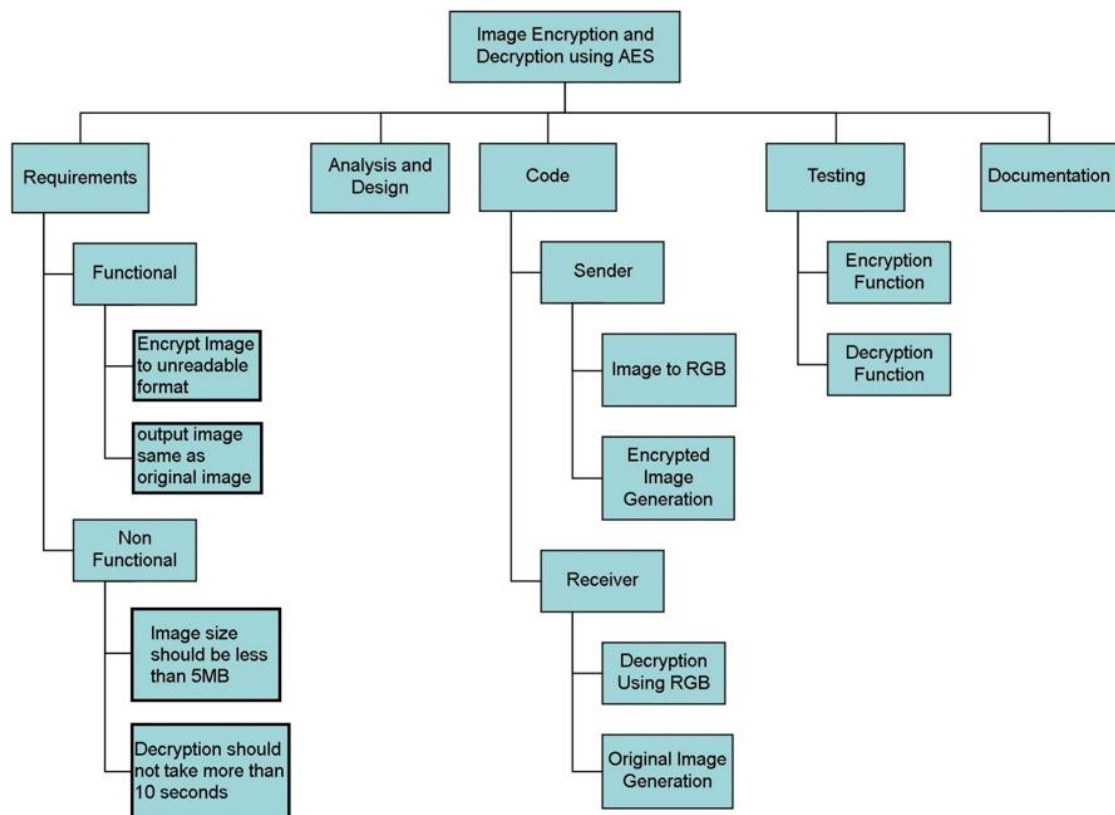 Image Encryption and
Decryption using AES
Requirements
Analysis and
Design
Code
Testing
Documentation
Functional
Encrypt Image
to unreadable
format
output image
same as
original image
Non
Functional
Image size
should be less
than 5MB
Decryption should
not take more than
10 seconds
Sender
Image to RGB
Encrypted
Image
Generation
Receiver
Decryption
Using RGB
Original Image
Generation
Encryption
Function
Decryption
Function